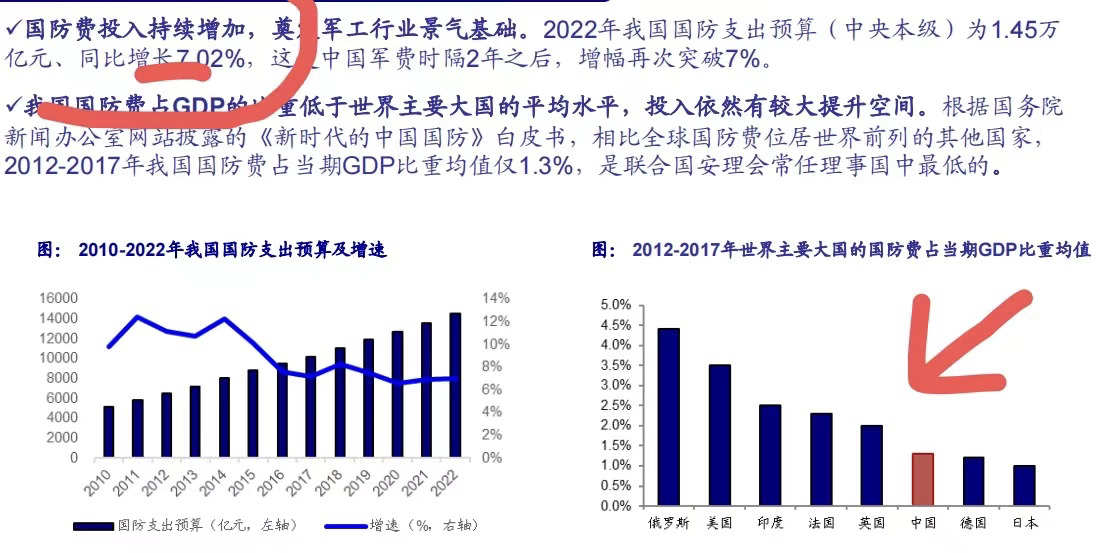 ✓国防费投入持续增加，奠定军工行业景气基础。2022年我国国防支出预算（中央本级）为1.45万
亿元、同比增长7.02%，这是中国军费时隔2年之后，增幅再次突破7%。
✓我国国防费占GDP的比重低于世界主要大国的平均水平，投入依然有较大提升空间。根据国务院
新闻办公室网站披露的《新时代的中国国防》白皮书，相比全球国防费位居世界前列的其他国家，
2012-2017年我国国防费占当期GDP比重均值仅1.3%，是联合国安理会常任理事国中最低的。
图： 2010-2022年我国国防支出预算及增速
16000
14000
12000
10000
8000
6000
4000
2000
0
14%
12%
10%
8%
6%
4%
2%
0%
2010 2011 2012 2013 2014 2015 2016 2017 2018 2019 2020 2021 2022
国防支出预算（亿元，左轴） 增速（%，右轴）
图： 2012-2017年世界主要大国的国防费占当期GDP比重均值
5.0%
4.5%
4.0%
3.5%
3.0%
2.5%
2.0%
1.5%
1.0%
0.5%
0.0%
俄罗斯 美国 印度 法国 英国 中国 德国 日本